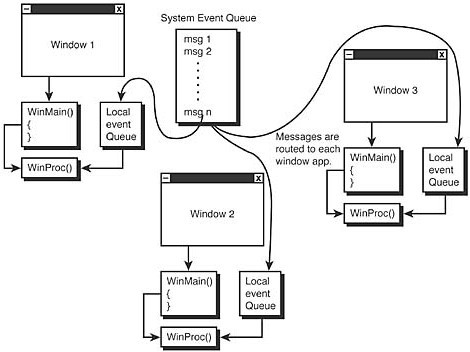 System Event Queue
msg 1
msg 2
msg n
Window 1
WinMain()
{
}
Local
event
Queue
WinProc()
Window 2
WinMain()
{
}
Local
event
Queue
WinProc()
Window 3
Messages are
routed to each
window app.
WinMain()
{
}
Local
event
Queue
WinProc()